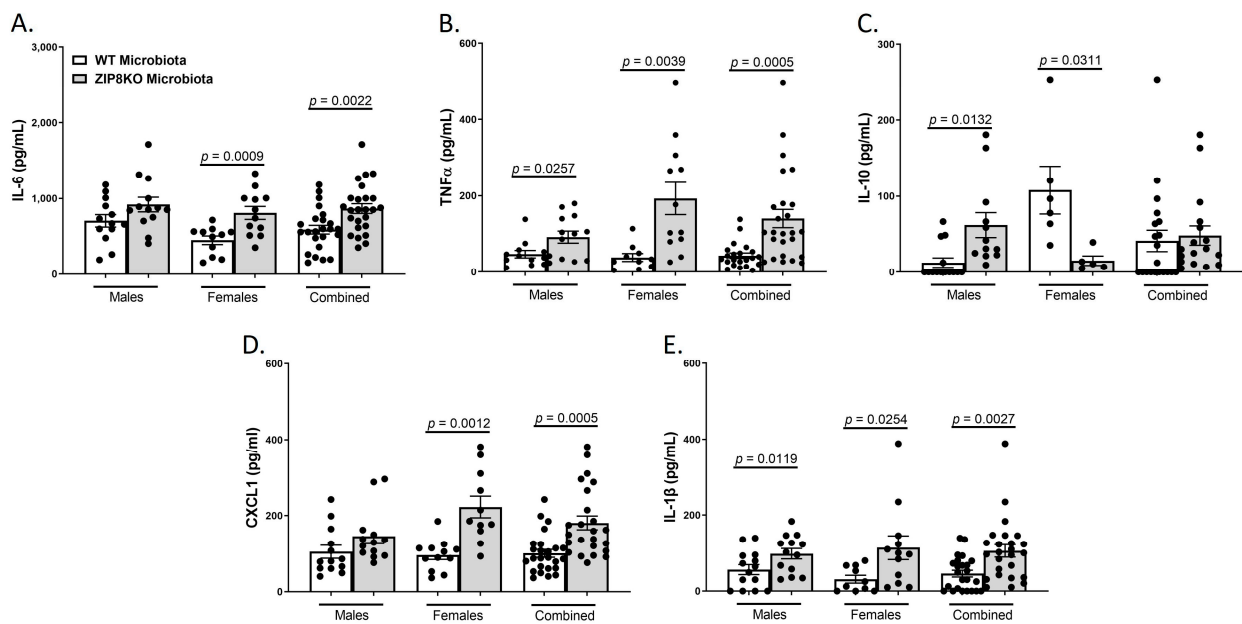 A.
3,000
2,000
1,000
0
IL-6 (pg/mL)
WT Microbiota
ZIP8KO Microbiota
p = 0.0009
p = 0.0022
Males
Females
Combined
B.
600
400
200
0
TNFα (pg/mL)
p = 0.0257
p = 0.0039
p = 0.0005
Males
Females
Combined
C.
300
200
100
0
IL-10 (pg/mL)
p = 0.0132
p = 0.0311
Males
Females
Combined
D.
600
400
200
0
CXCL1 (pg/ml)
p = 0.0012
p = 0.0005
Males
Females
Combined
E.
600
400
200
0
IL-1β (pg/mL)
p = 0.0119
p = 0.0254
p = 0.0027
Males
Females
Combined